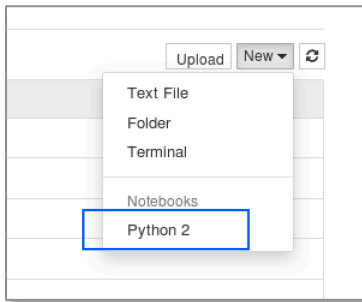 Upload New
Text File
Folder
Terminal
Notebooks
Python 2